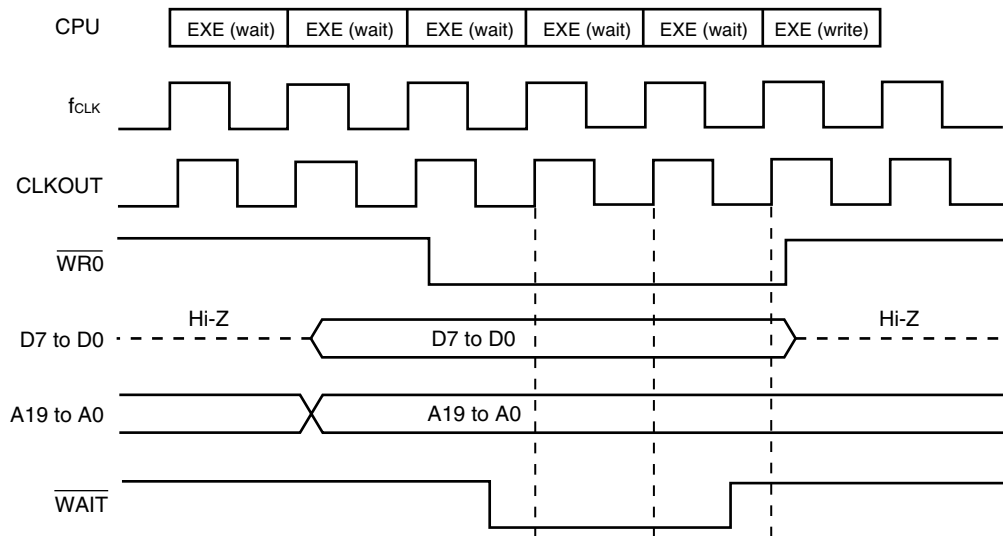 CPU EXE (wait) EXE (wait) EXE (wait) EXE (wait) EXE (wait) EXE (write)
fCLK
CLKOUT
WR0
Hi-Z Hi-Z
D7 to D0 D7 to D0
A19 to A0 A19 to A0
WAIT